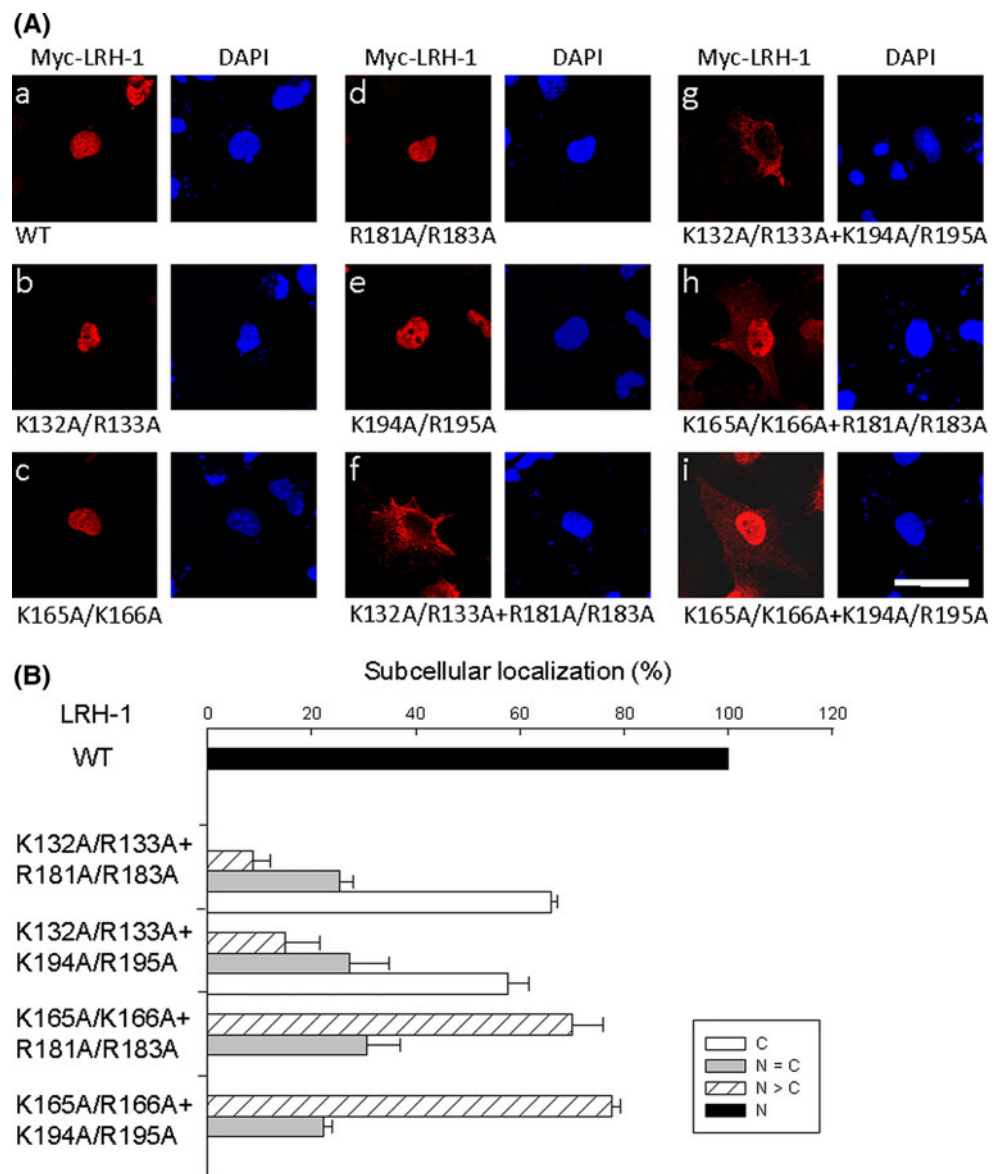 (A)
Myc-LRH-1 DAPI Myc-LRH-1 DAPI Myc-LRH-1 DAPI
a d g
WT R181A/R183A K132A/R133A+K194A/R195A
b e h
K132A/R133A K194A/R195A K165A/K166A+R181A/R183A
c f i
K165A/K166A K132A/R133A+R181A/R183A K165A/K166A+K194A/R195A
(B)
Subcellular localization (%)
LRH-1
0 20 40 60 80 100 120
WT
K132A/R133A+
R181A/R183A
K132A/R133A+
K194A/R195A
K165A/K166A+
R181A/R183A
K165A/R166A+
K194A/R195A
C
N = C
N > C
N